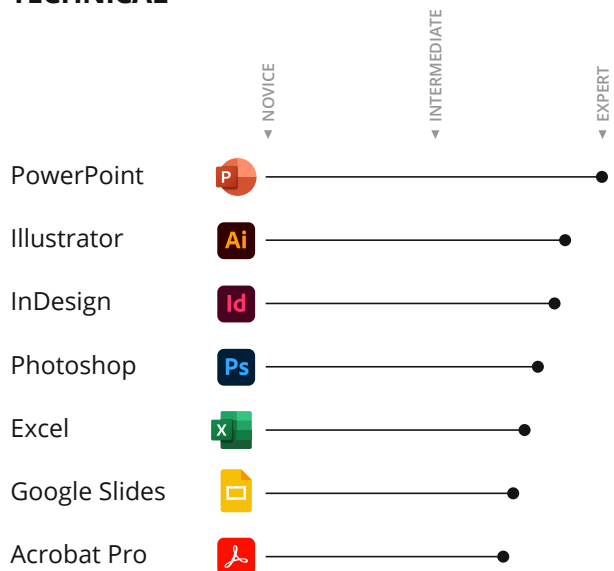 TECHNICAL
NOVICE
INTERMEDIATE
EXPERT
PowerPoint
P
Illustrator
Ai
InDesign
Id
Photoshop
Ps
Excel
X
Google Slides
Acrobat Pro